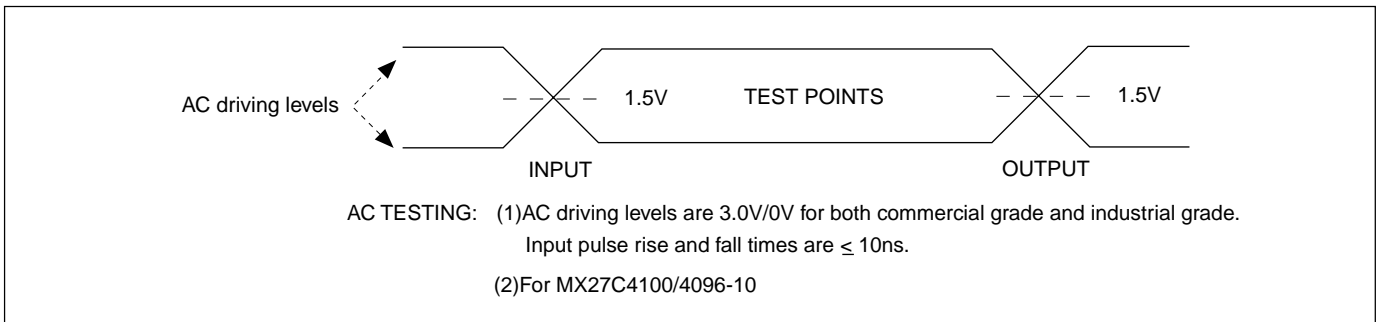 AC driving levels
1.5V
TEST POINTS
1.5V
INPUT
OUTPUT
AC TESTING: (1)AC driving levels are 3.0V/0V for both commercial grade and industrial grade.
Input pulse rise and fall times are ≤ 10ns.
(2)For MX27C4100/4096-10